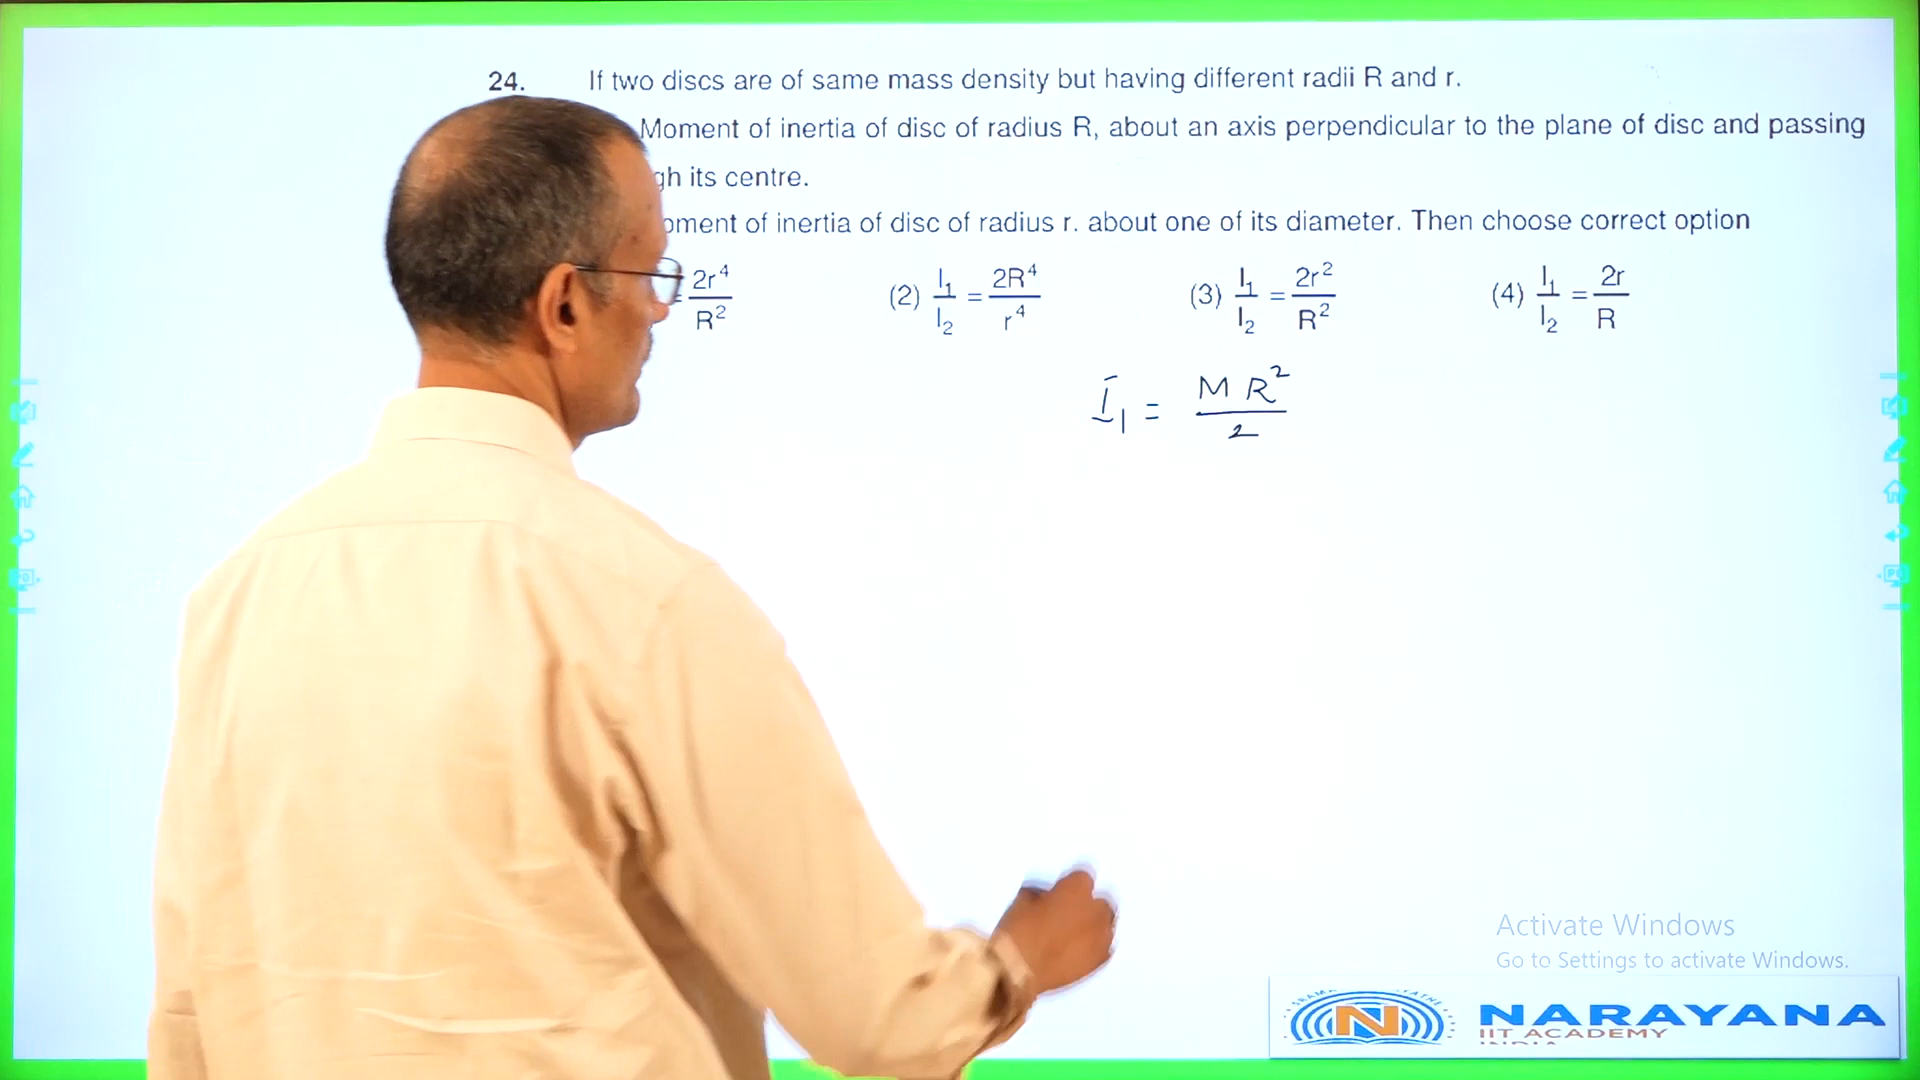 24. If two discs are of same mass density but having different radii R and r.
Moment of inertia of disc of radius R, about an axis perpendicular to the plane of disc and passing
its centre.
of inertia of disc of radius r. about one of its diameter. Then choose correct option
= 2r⁴/R² (2) I₁/I₂ = 2R⁴/r⁴ (3) I₁/I₂ = 2r²/R² (4) I₁/I₂ = 2r/R
I₁ = MR²/2
Activate Windows
Go to Settings to activate Windows.
N NARAYANA
IIT ACADEMY